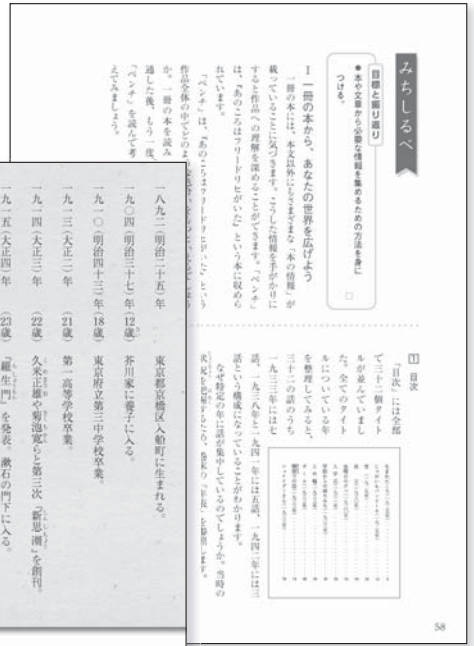 みちしるべ
目標と振り返り
●本や文章から必要な情報を集めるための方法を身に
つける。
Ⅰ 一冊の本から、あなたの世界を広げよう
一冊の本には、本文以外にもさまざまな「本の情報」が
載っていることに気づきます。こうした情報を手がかりに
すると作品への理解を深めることができます。「ベンチ」
は、『あのころはフリードリヒがいた』という本に収めら
れています。
「ベンチ」は、『あのころはフリードリヒがいた』という
作品全体の中でどのよ
か。一冊の本を読み
通した後、もう一度、
「ベンチ」を読んで考
えてみましょう。
1 目次
「目次」には全部
で三十二個タイト
ルが並んでいまし
た。全てのタイト
ルについている年
を整理してみると、
三十二話のうち
一九三三年には七
話、一九三八年と一九四一年には五話、一九四二年には三
話という構成になっていることがわかります。
なぜ特定の年に話が集中しているのでしょうか。当時の
状況を把握するため、巻末の「年表」を参照します。
58
一八九二(明治二十五)年 東京都京橋区入船町に生まれる。
一九〇四(明治三十七)年 (12歳) 芥川家に養子に入る。
一九一〇(明治四十三)年 (18歳) 東京府立第三中学校卒業。
一九一三(大正二)年 (21歳) 第一高等学校卒業。
一九一四(大正三)年 (22歳) 久米正雄や菊池寛らと第三次『新思潮』を創刊。
一九一五(大正四)年 (23歳) 『羅生門』を発表。漱石の門下に入る。